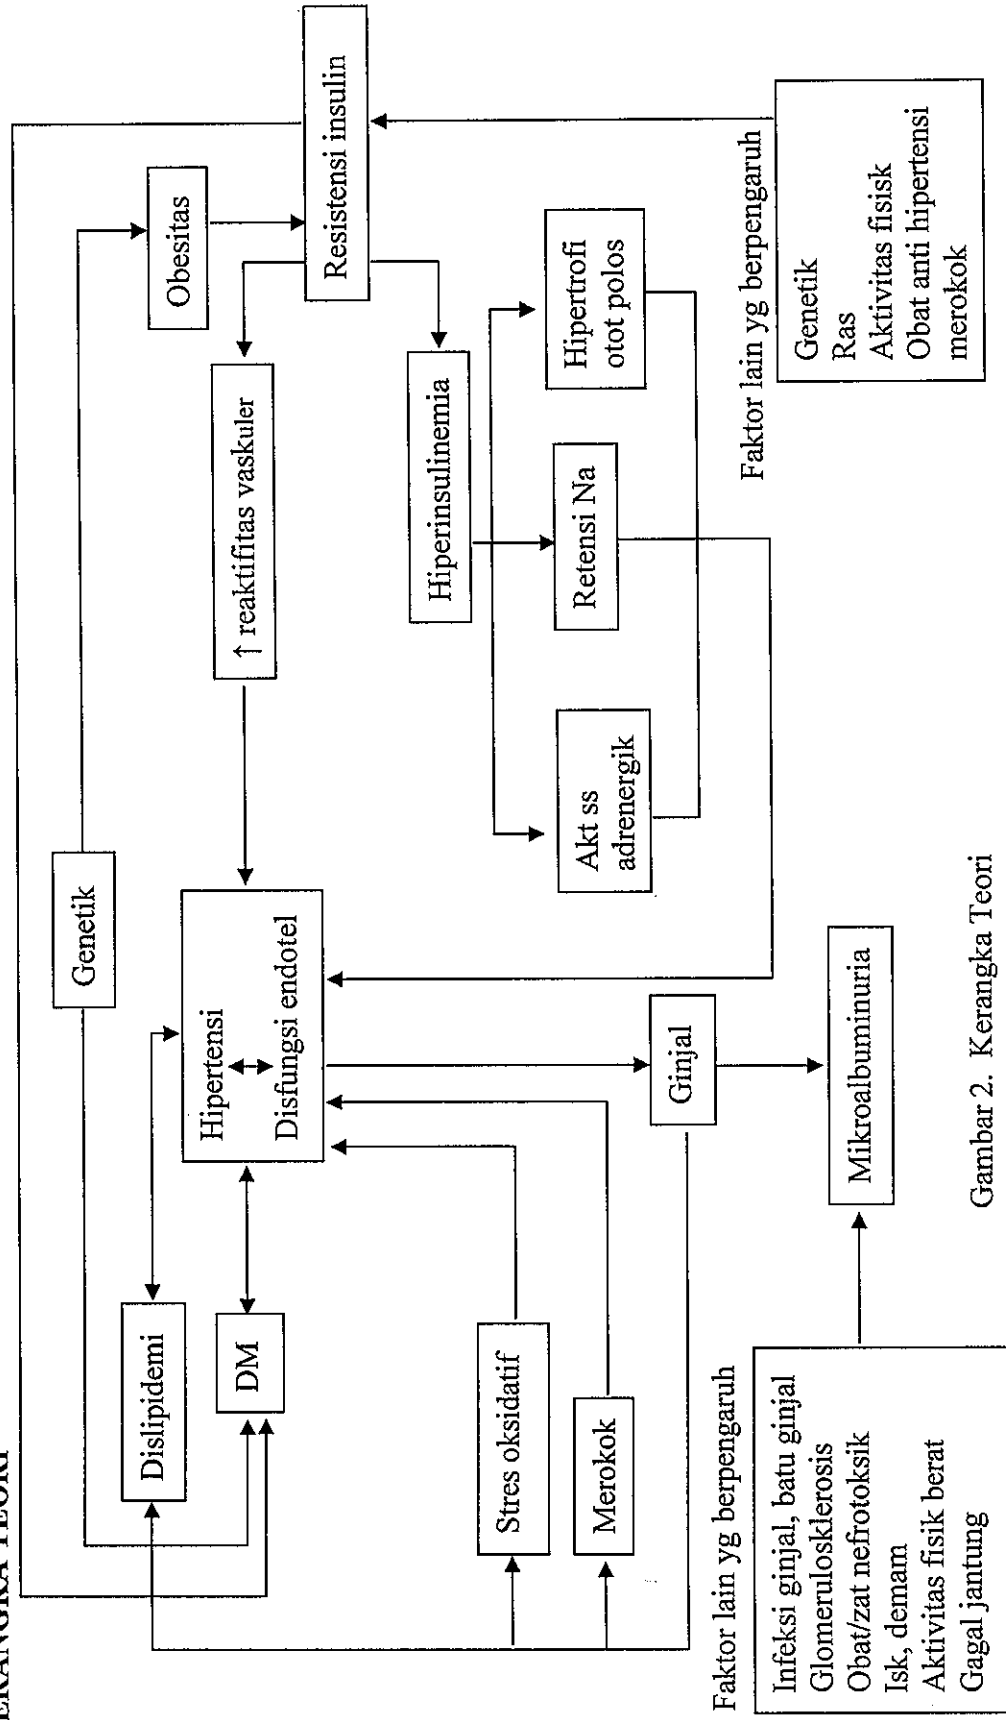 ERANGKA TEORI
Genetik
Dislipidemi
Obesitas
DM
Hipertensi
Disfungsi endotel
↑ reaktifitas vaskuler
Resistensi insulin
Hiperinsulinemia
Stres oksidatif
Merokok
Akt ss
adrenergik
Retensi Na
Hipertrofi
otot polos
Ginjal
Faktor lain yg berpengaruh
Infeksi ginjal, batu ginjal
Glomerulosklerosis
Obat/zat nefrotoksik
Isk, demam
Aktivitas fisik berat
Gagal jantung
Mikroalbuminuria
Faktor lain yg berpengaruh
Genetik
Ras
Aktivitas fisisk
Obat anti hipertensi
merokok
Gambar 2. Kerangka Teori